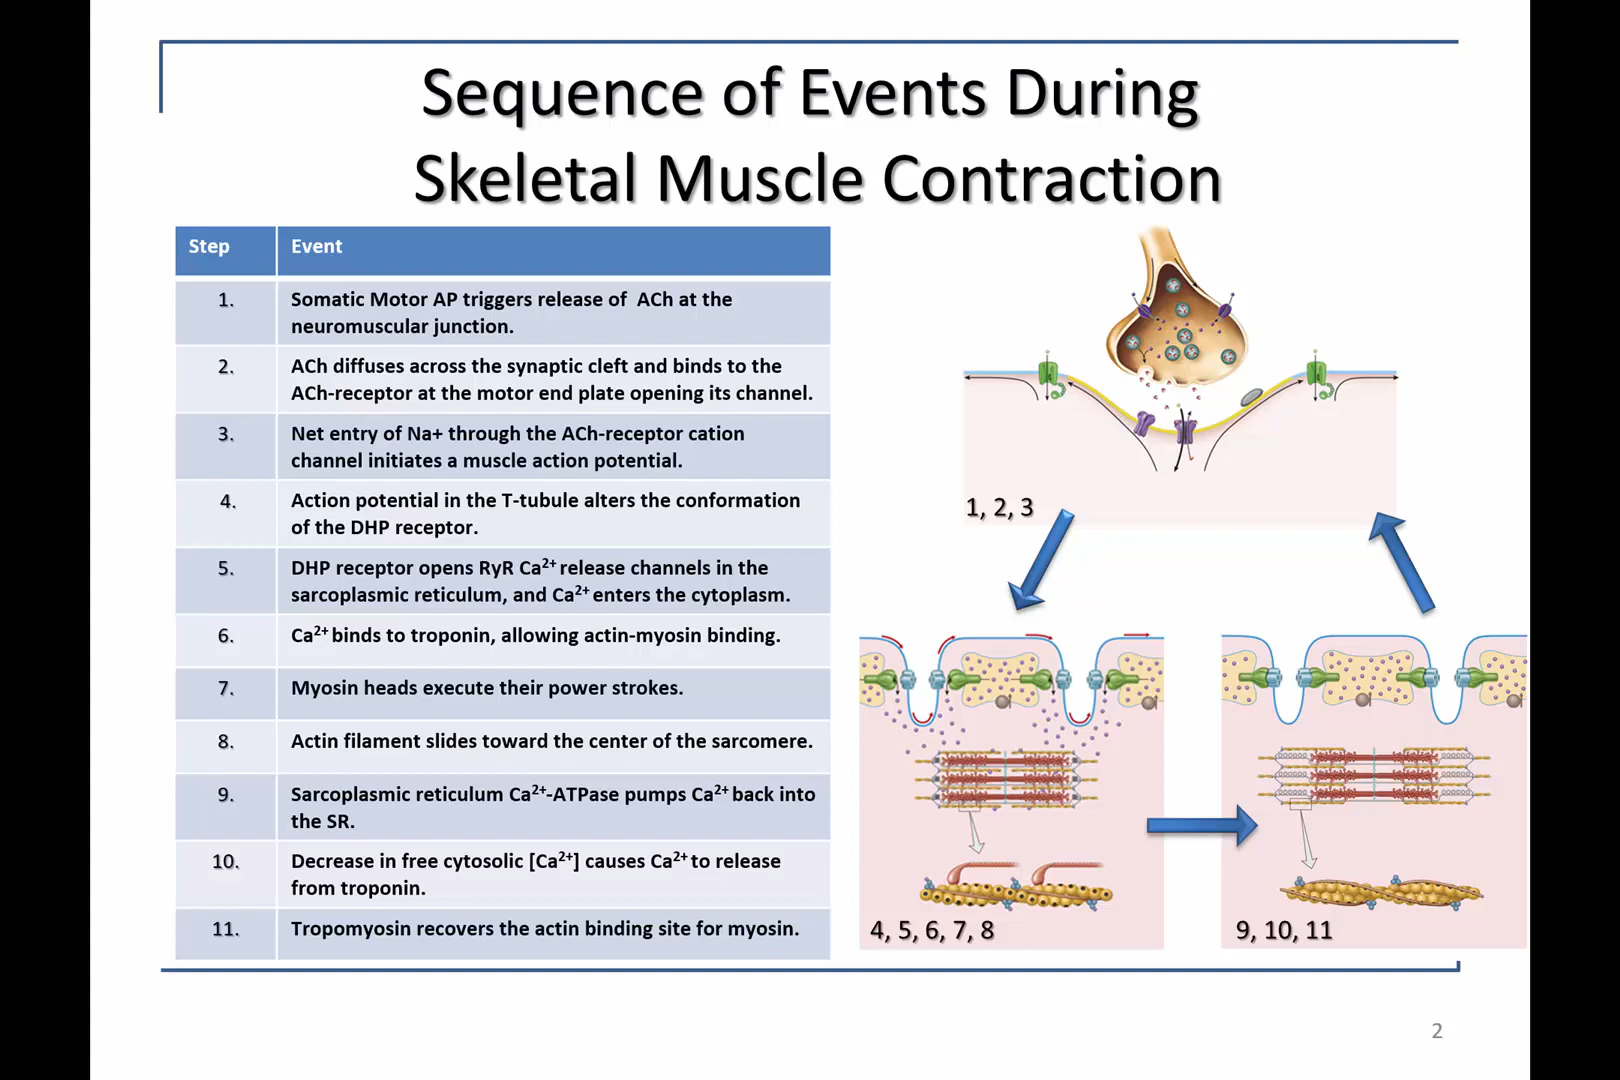 Sequence of Events During
Skeletal Muscle Contraction
Step Event
1. Somatic Motor AP triggers release of ACh at the
neuromuscular junction.
2. ACh diffuses across the synaptic cleft and binds to the
ACh-receptor at the motor end plate opening its channel.
3. Net entry of Na+ through the ACh-receptor cation
channel initiates a muscle action potential.
4. Action potential in the T-tubule alters the conformation
of the DHP receptor.
5. DHP receptor opens RyR Ca²⁺ release channels in the
sarcoplasmic reticulum, and Ca²⁺ enters the cytoplasm.
6. Ca²⁺ binds to troponin, allowing actin-myosin binding.
7. Myosin heads execute their power strokes.
8. Actin filament slides toward the center of the sarcomere.
9. Sarcoplasmic reticulum Ca²⁺-ATPase pumps Ca²⁺ back into
the SR.
10. Decrease in free cytosolic [Ca²⁺] causes Ca²⁺ to release
from troponin.
11. Tropomyosin recovers the actin binding site for myosin.
1, 2, 3
4, 5, 6, 7, 8
9, 10, 11
2